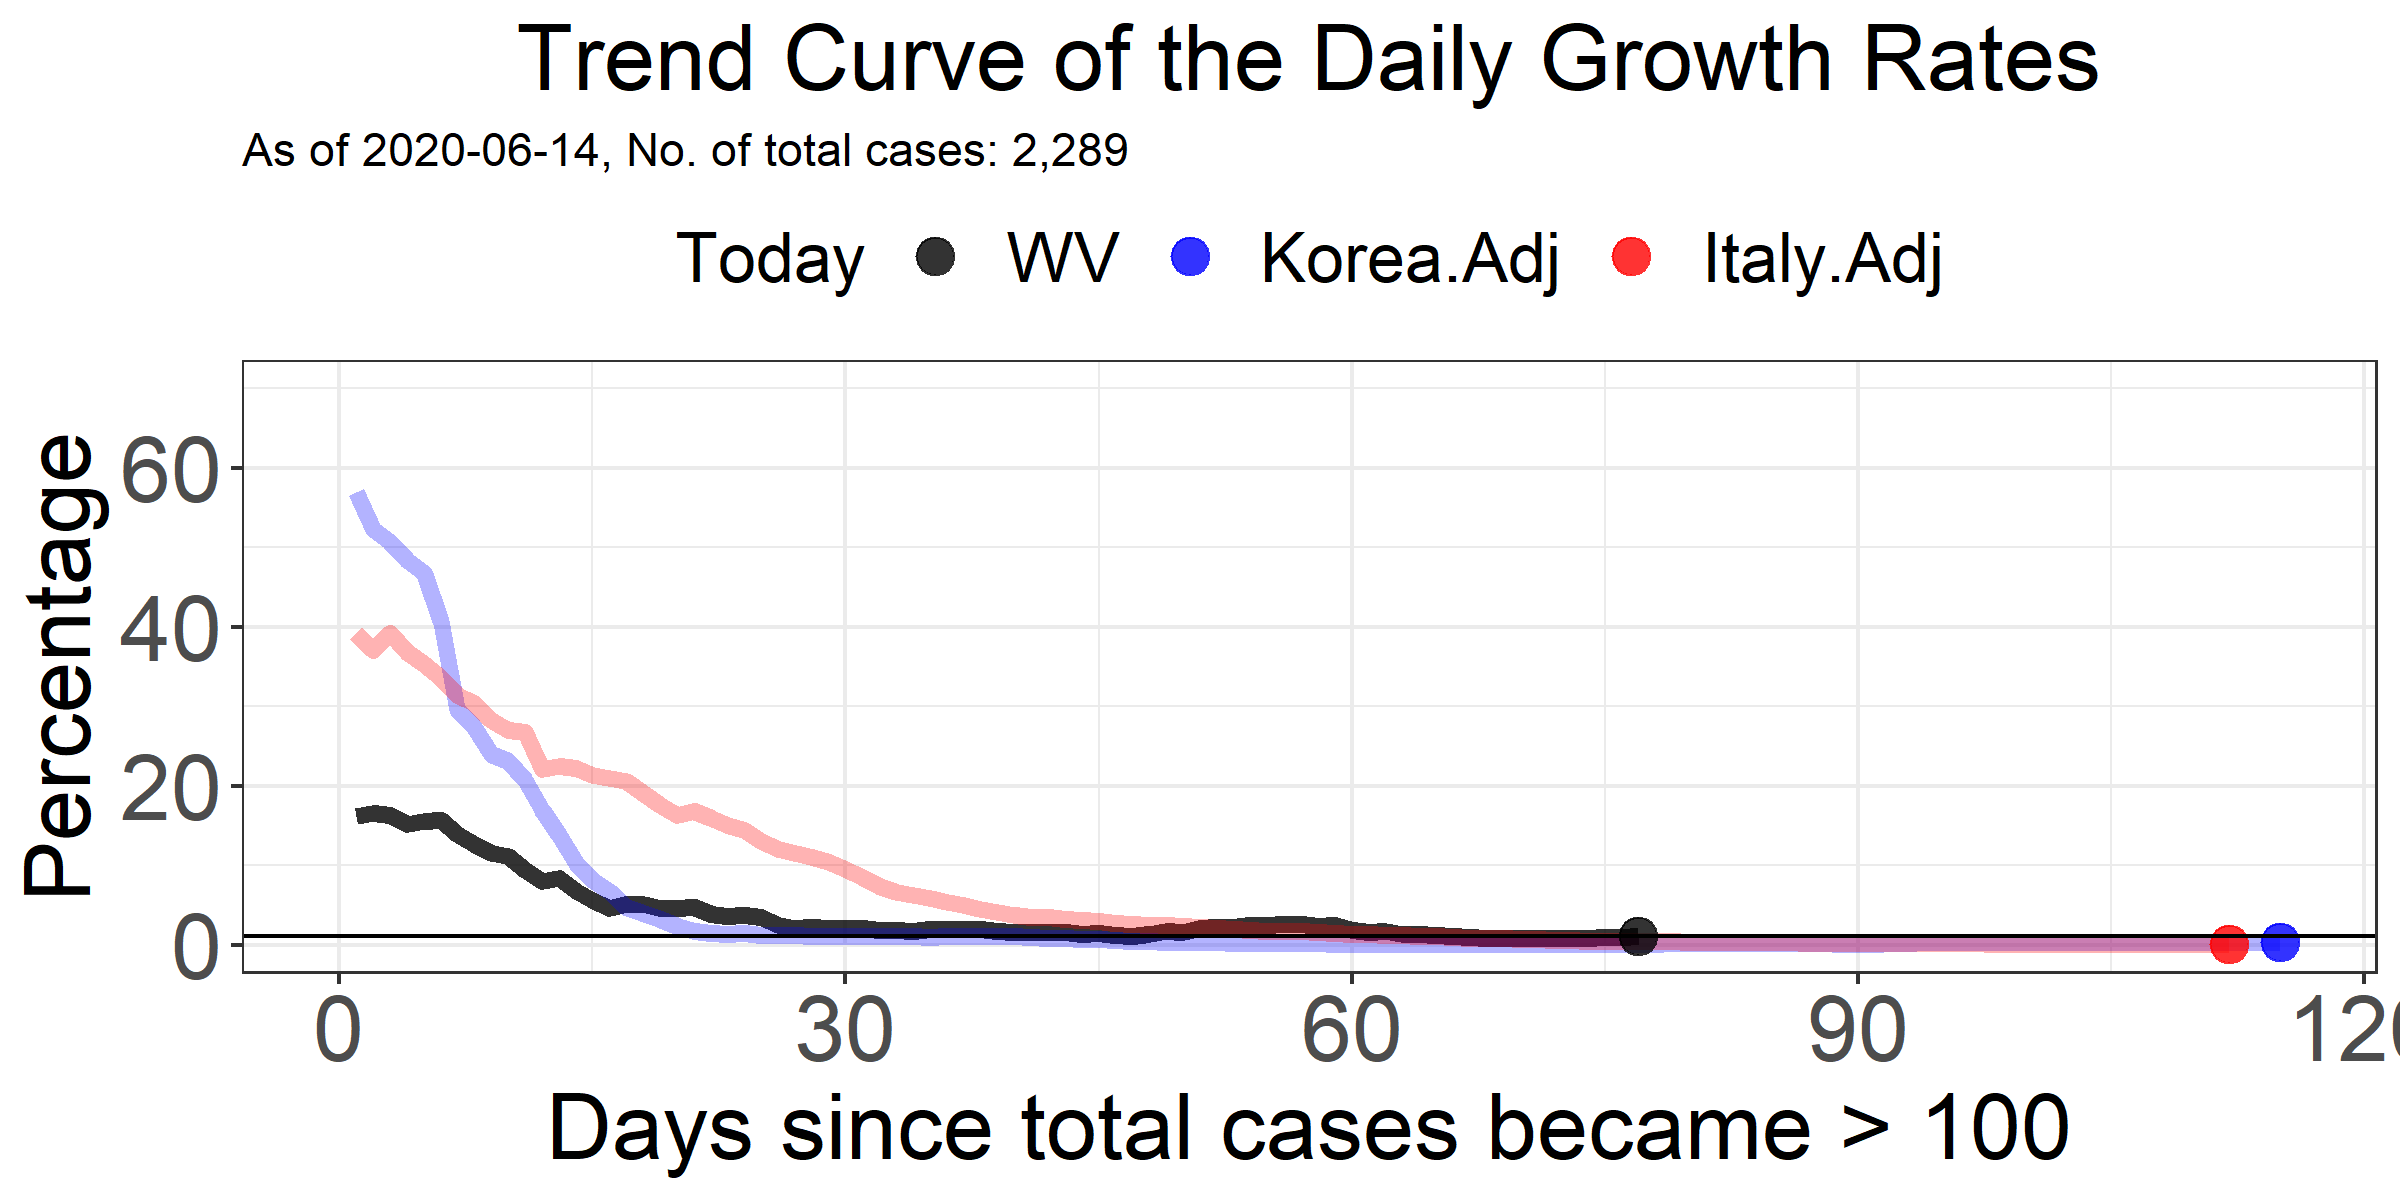 Trend Curve of the Daily Growth Rates
As of 2020-06-14, No. of total cases: 2,289
Today WV Korea.Adj Italy.Adj
Percentage
60
40
20
0
0 30 60 90 120
Days since total cases became > 100